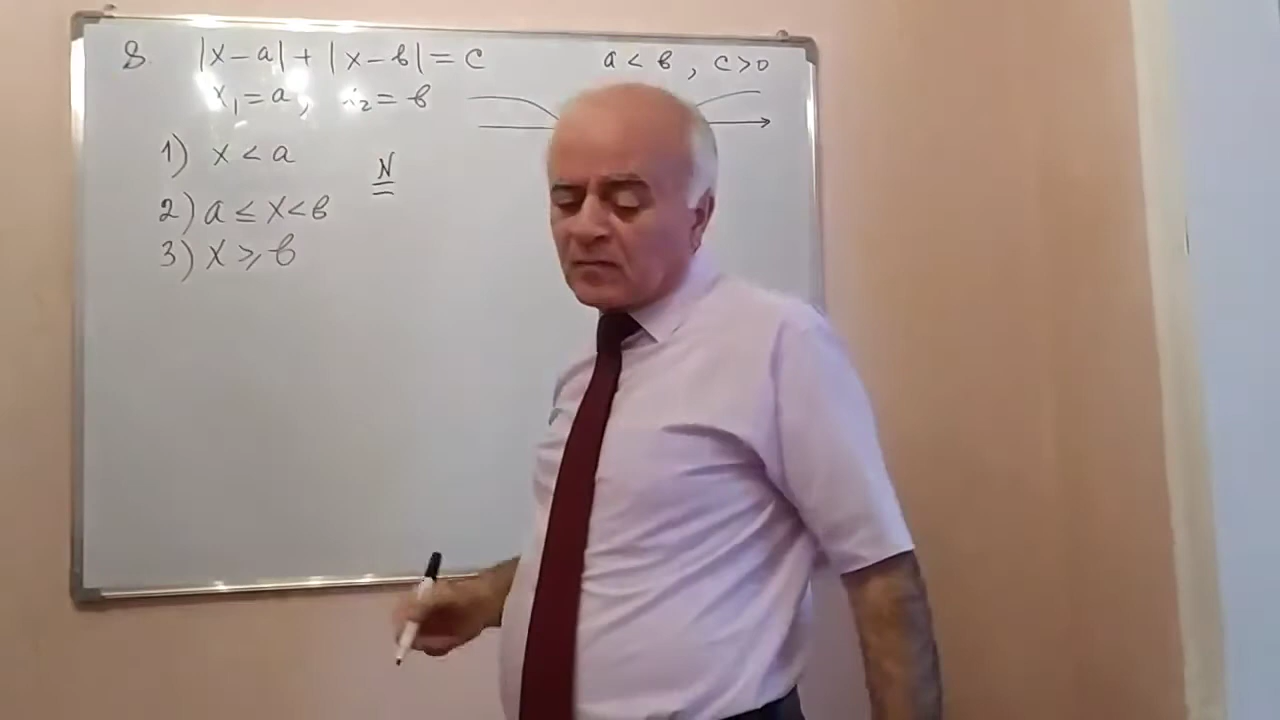 8. |x-a|+|x-в|=c a<в, c>0
x₁=a, x₂=в
1) x<a
N
2) a≤x<в
3) x⩾в